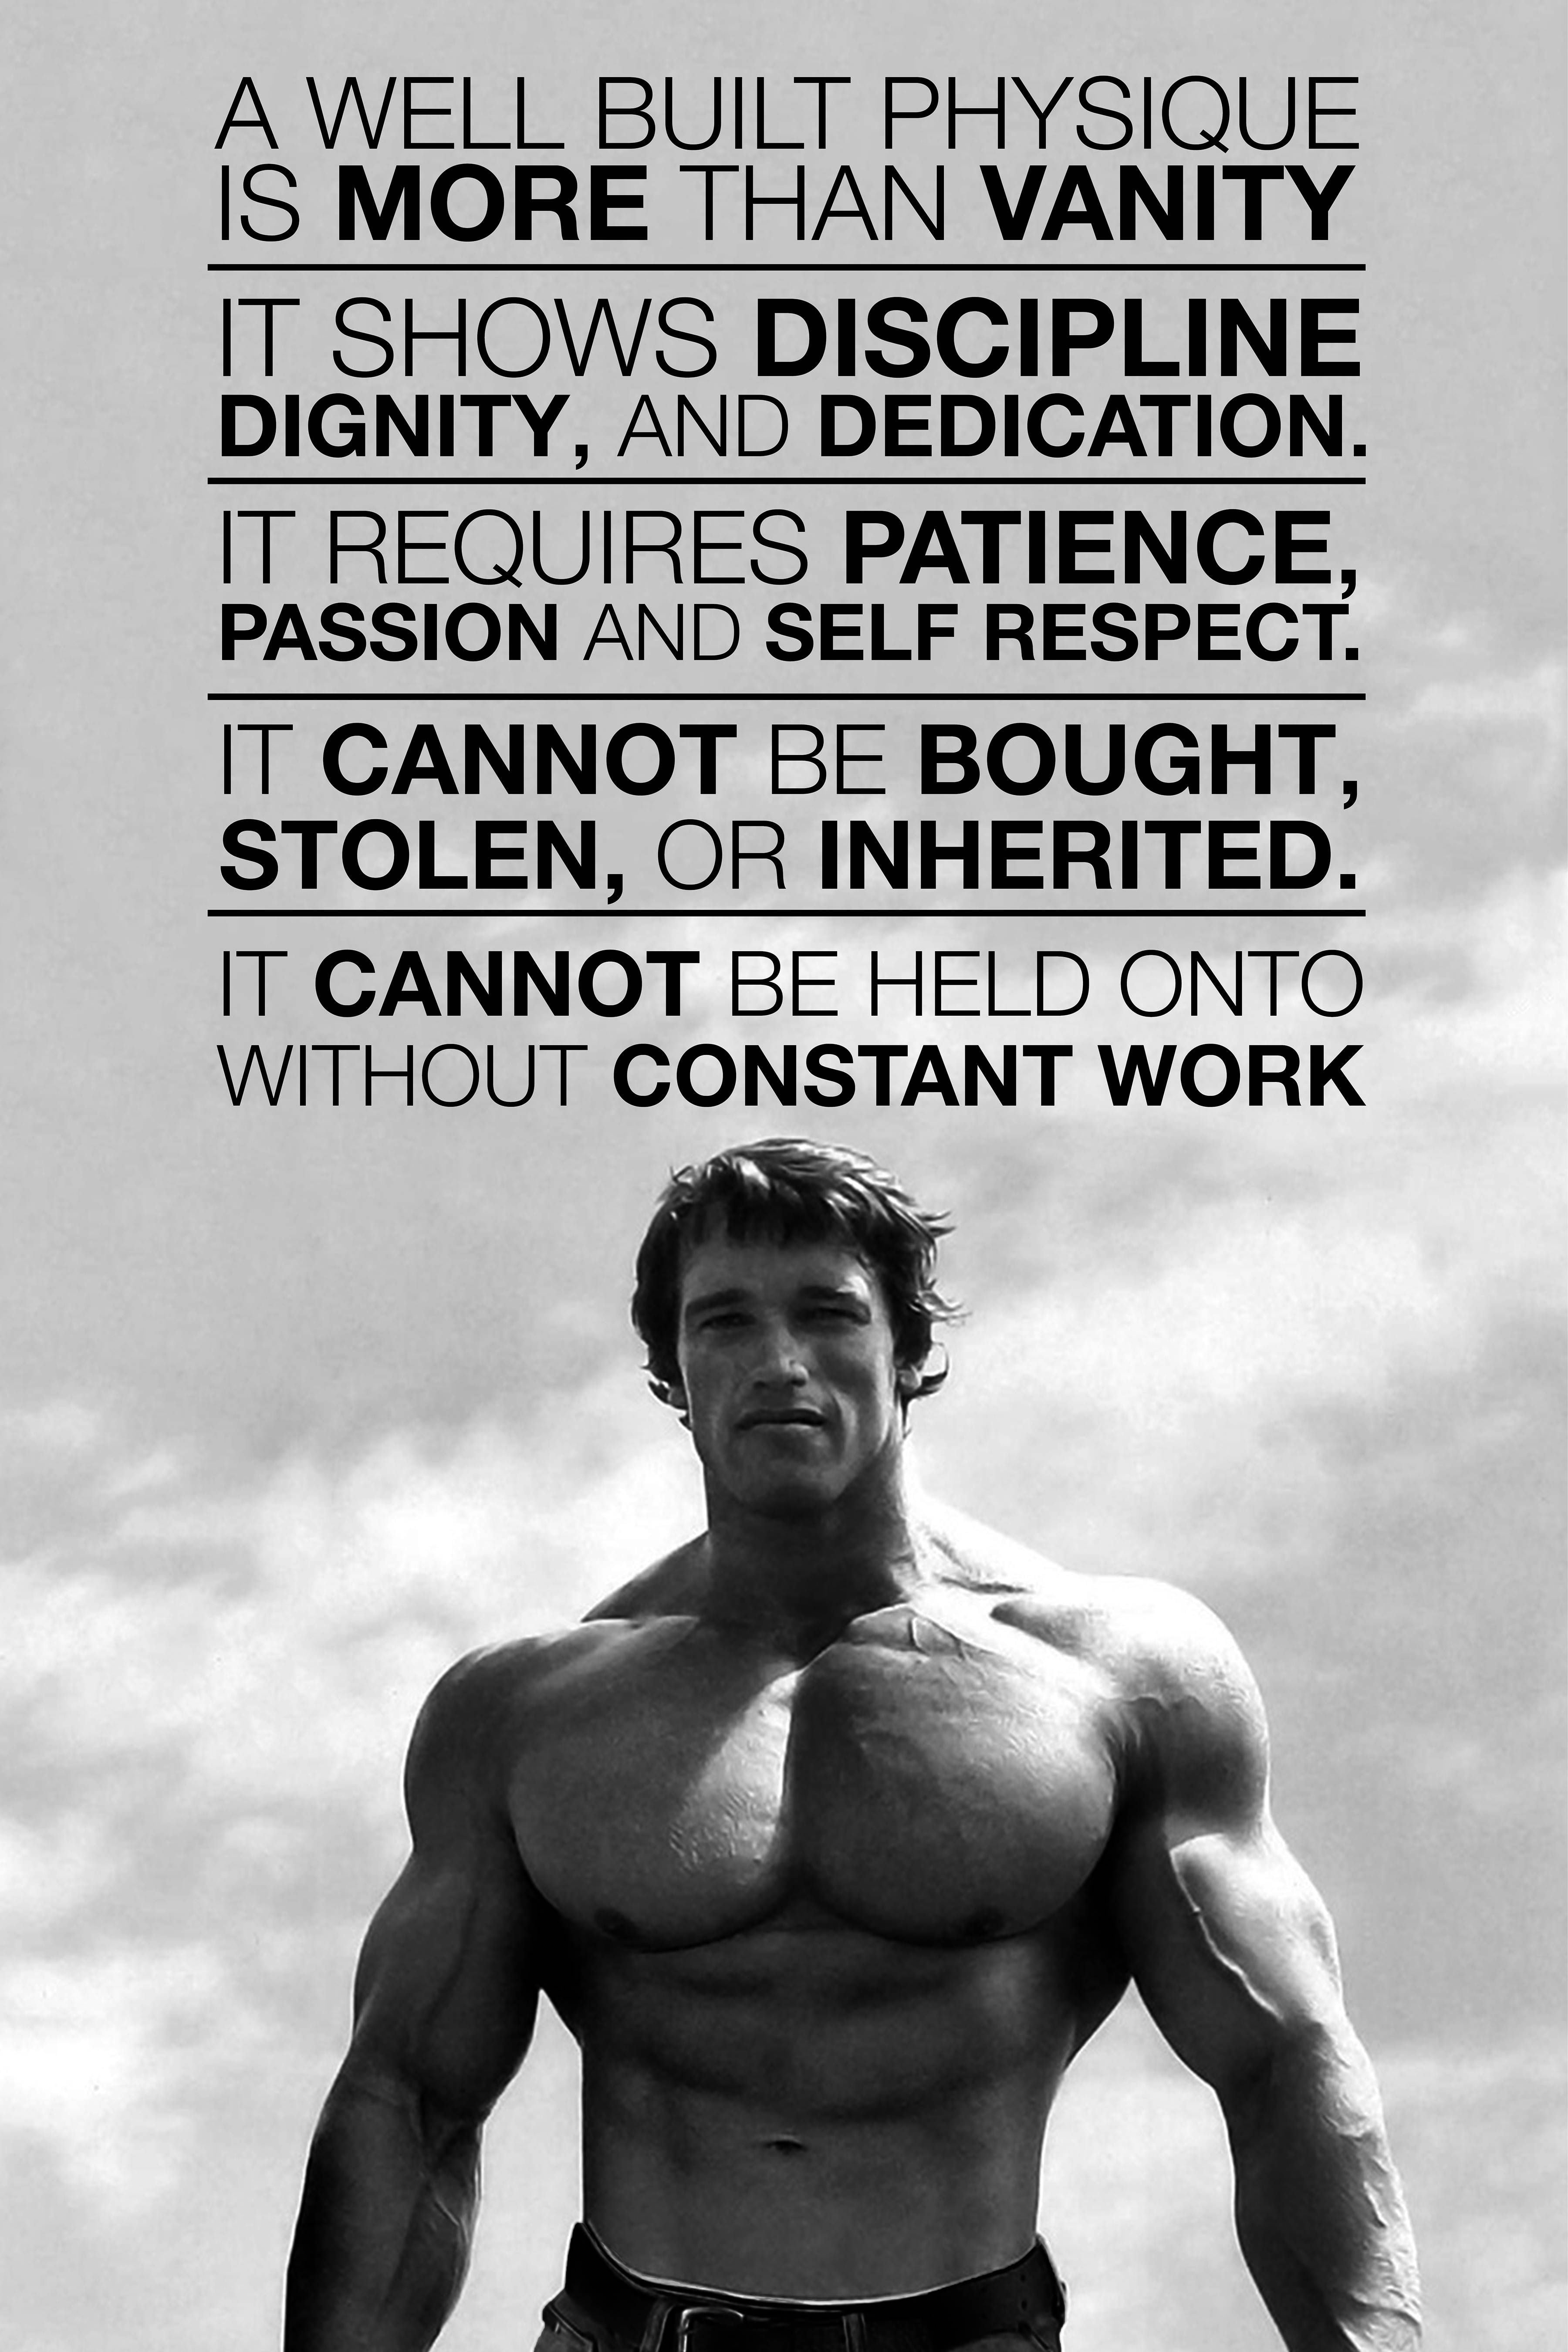 A WELL BUILT PHYSIQUE
IS MORE THAN VANITY
IT SHOWS DISCIPLINE
DIGNITY, AND DEDICATION.
IT REQUIRES PATIENCE,
PASSION AND SELF RESPECT.
IT CANNOT BE BOUGHT,
STOLEN, OR INHERITED.
IT CANNOT BE HELD ONTO
WITHOUT CONSTANT WORK